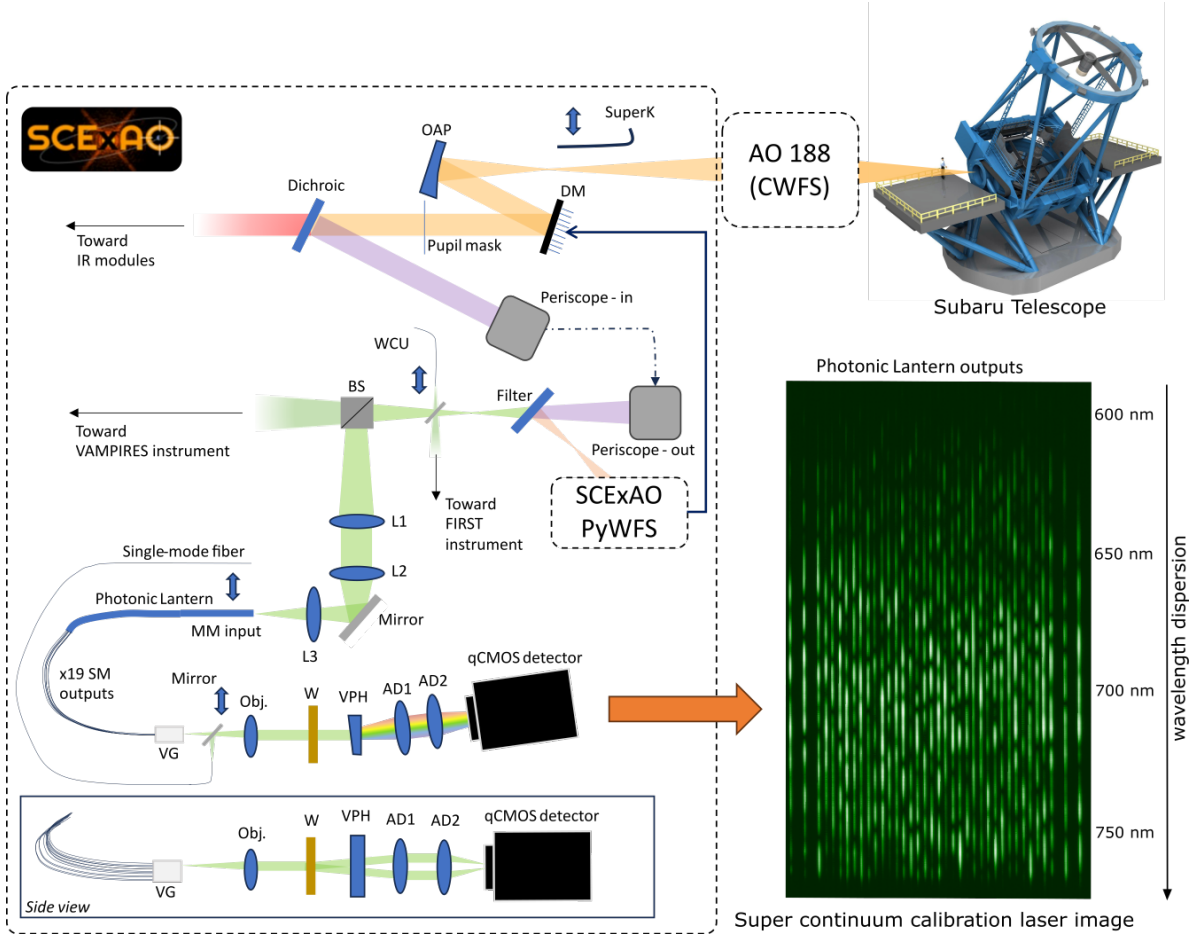 SCExAO
OAP
SuperK
AO 188
(CWFS)
Dichroic
DM
Pupil mask
Toward
IR modules
Subaru Telescope
Periscope - in
WCU
BS
Filter
Toward
VAMPIRES instrument
Periscope - out
Toward
FIRST
instrument
SCExAO
PyWFS
L1
L2
Single-mode fiber
Photonic Lantern
MM input
Mirror
L3
x19 SM
outputs
Mirror
Obj.
W
VPH
AD1
AD2
qCMOS detector
VG
Obj.
W
VPH
AD1
AD2
qCMOS detector
VG
Side view
Photonic Lantern outputs
600 nm
650 nm
700 nm
750 nm
wavelength dispersion
Super continuum calibration laser image